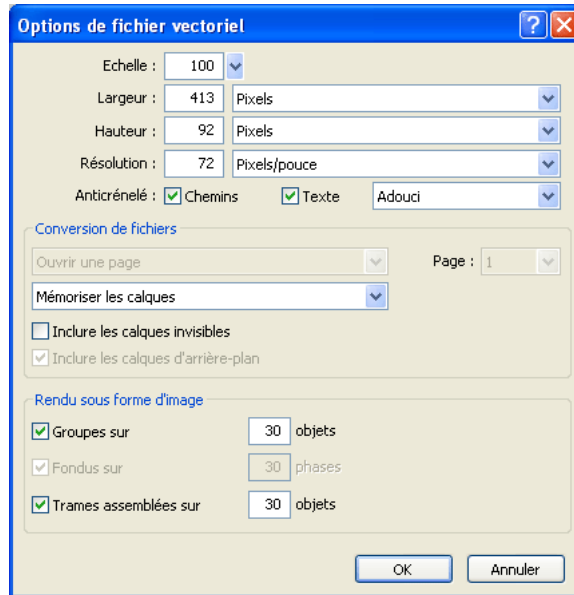 Options de fichier vectoriel
Echelle : 100
Largeur : 413 Pixels
Hauteur : 92 Pixels
Résolution : 72 Pixels/pouce
Anticrénelé : Chemins Texte Adouci
Conversion de fichiers
Ouvrir une page Page : 1
Mémoriser les calques
Inclure les calques invisibles
Inclure les calques d'arrière-plan
Rendu sous forme d'image
Groupes sur 30 objets
Fondus sur 30 phases
Trames assemblées sur 30 objets
OK Annuler